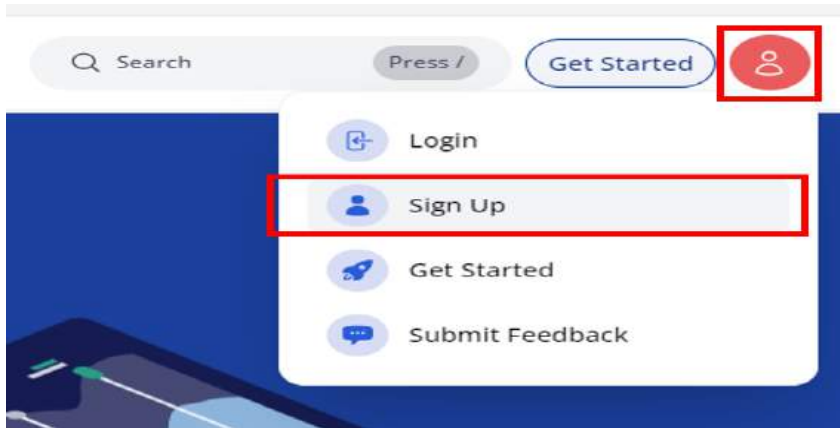 Search Press / Get Started
Login
Sign Up
Get Started
Submit Feedback